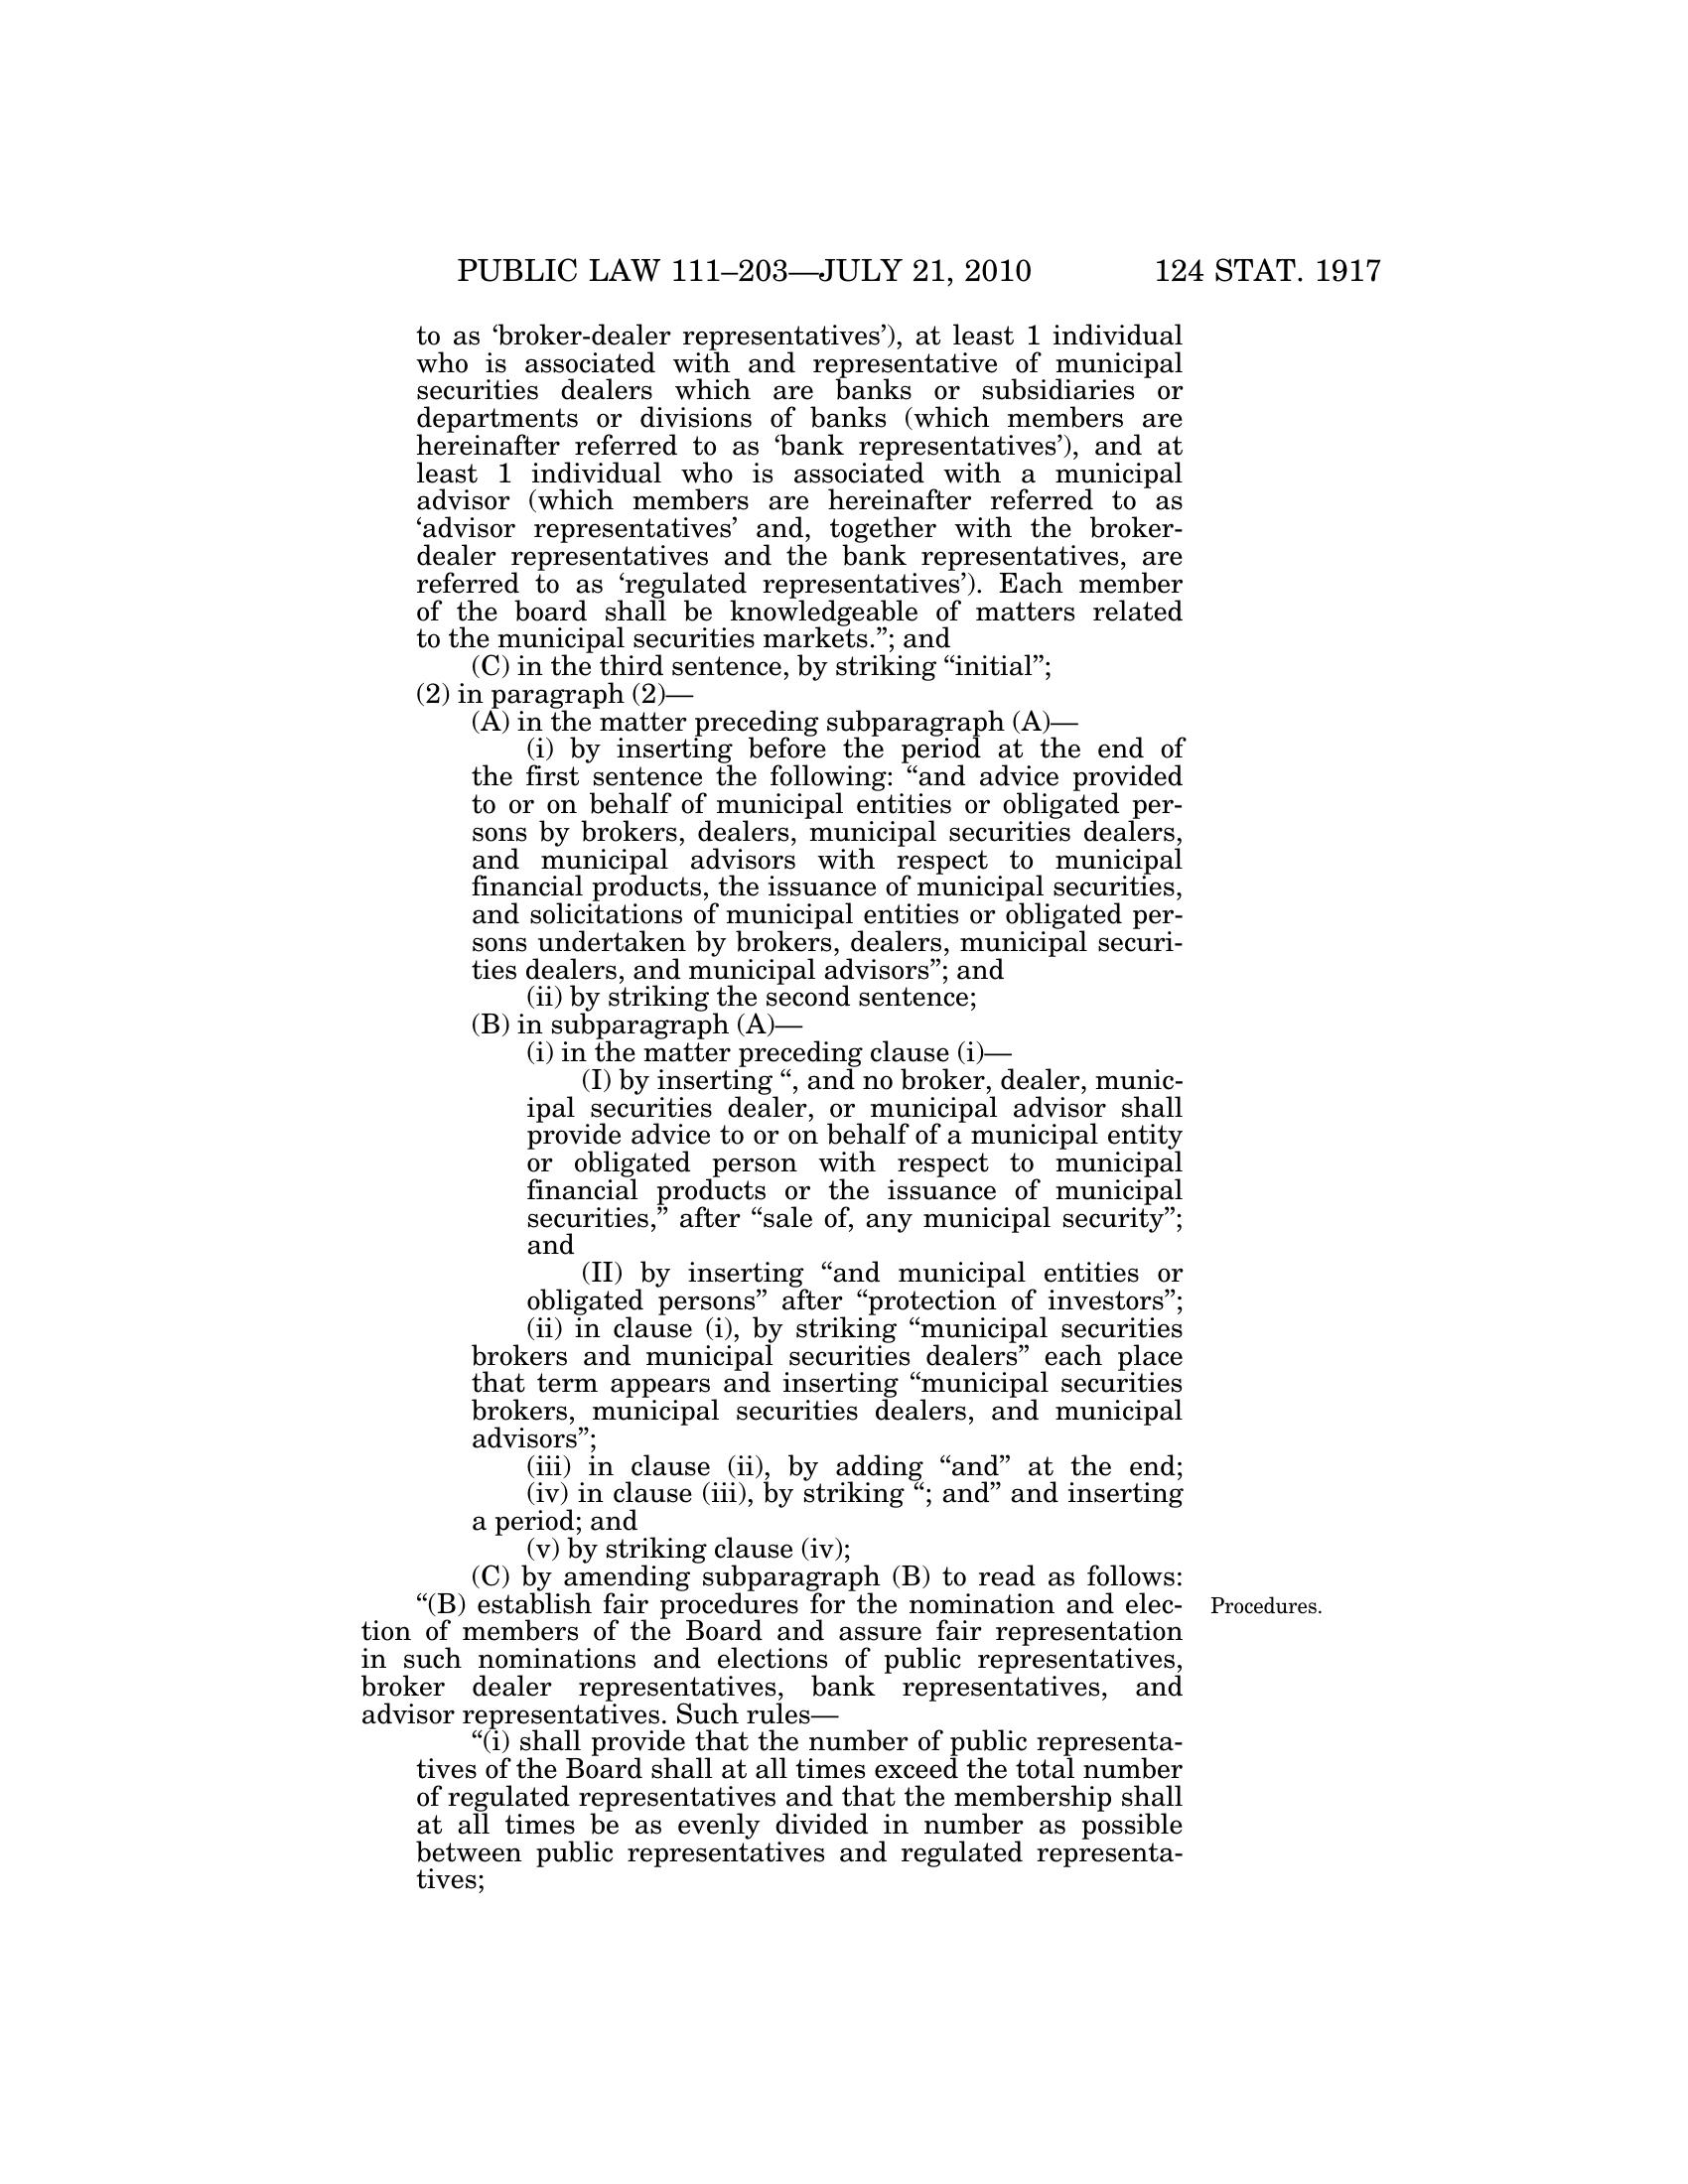 PUBLIC LAW 111–203—JULY 21, 2010 124 STAT. 1917
to as ‘broker-dealer representatives’), at least 1 individual
who is associated with and representative of municipal
securities dealers which are banks or subsidiaries or
departments or divisions of banks (which members are
hereinafter referred to as ‘bank representatives’), and at
least 1 individual who is associated with a municipal
advisor (which members are hereinafter referred to as
‘advisor representatives’ and, together with the broker-
dealer representatives and the bank representatives, are
referred to as ‘regulated representatives’). Each member
of the board shall be knowledgeable of matters related
to the municipal securities markets.”; and
(C) in the third sentence, by striking “initial”;
(2) in paragraph (2)—
(A) in the matter preceding subparagraph (A)—
(i) by inserting before the period at the end of
the first sentence the following: “and advice provided
to or on behalf of municipal entities or obligated per-
sons by brokers, dealers, municipal securities dealers,
and municipal advisors with respect to municipal
financial products, the issuance of municipal securities,
and solicitations of municipal entities or obligated per-
sons undertaken by brokers, dealers, municipal securi-
ties dealers, and municipal advisors”; and
(ii) by striking the second sentence;
(B) in subparagraph (A)—
(i) in the matter preceding clause (i)—
(I) by inserting “, and no broker, dealer, munic-
ipal securities dealer, or municipal advisor shall
provide advice to or on behalf of a municipal entity
or obligated person with respect to municipal
financial products or the issuance of municipal
securities,” after “sale of, any municipal security”;
and
(II) by inserting “and municipal entities or
obligated persons” after “protection of investors”;
(ii) in clause (i), by striking “municipal securities
brokers and municipal securities dealers” each place
that term appears and inserting “municipal securities
brokers, municipal securities dealers, and municipal
advisors”;
(iii) in clause (ii), by adding “and” at the end;
(iv) in clause (iii), by striking “; and” and inserting
a period; and
(v) by striking clause (iv);
(C) by amending subparagraph (B) to read as follows:
“(B) establish fair procedures for the nomination and elec- Procedures.
tion of members of the Board and assure fair representation
in such nominations and elections of public representatives,
broker dealer representatives, bank representatives, and
advisor representatives. Such rules—
“(i) shall provide that the number of public representa-
tives of the Board shall at all times exceed the total number
of regulated representatives and that the membership shall
at all times be as evenly divided in number as possible
between public representatives and regulated representa-
tives;